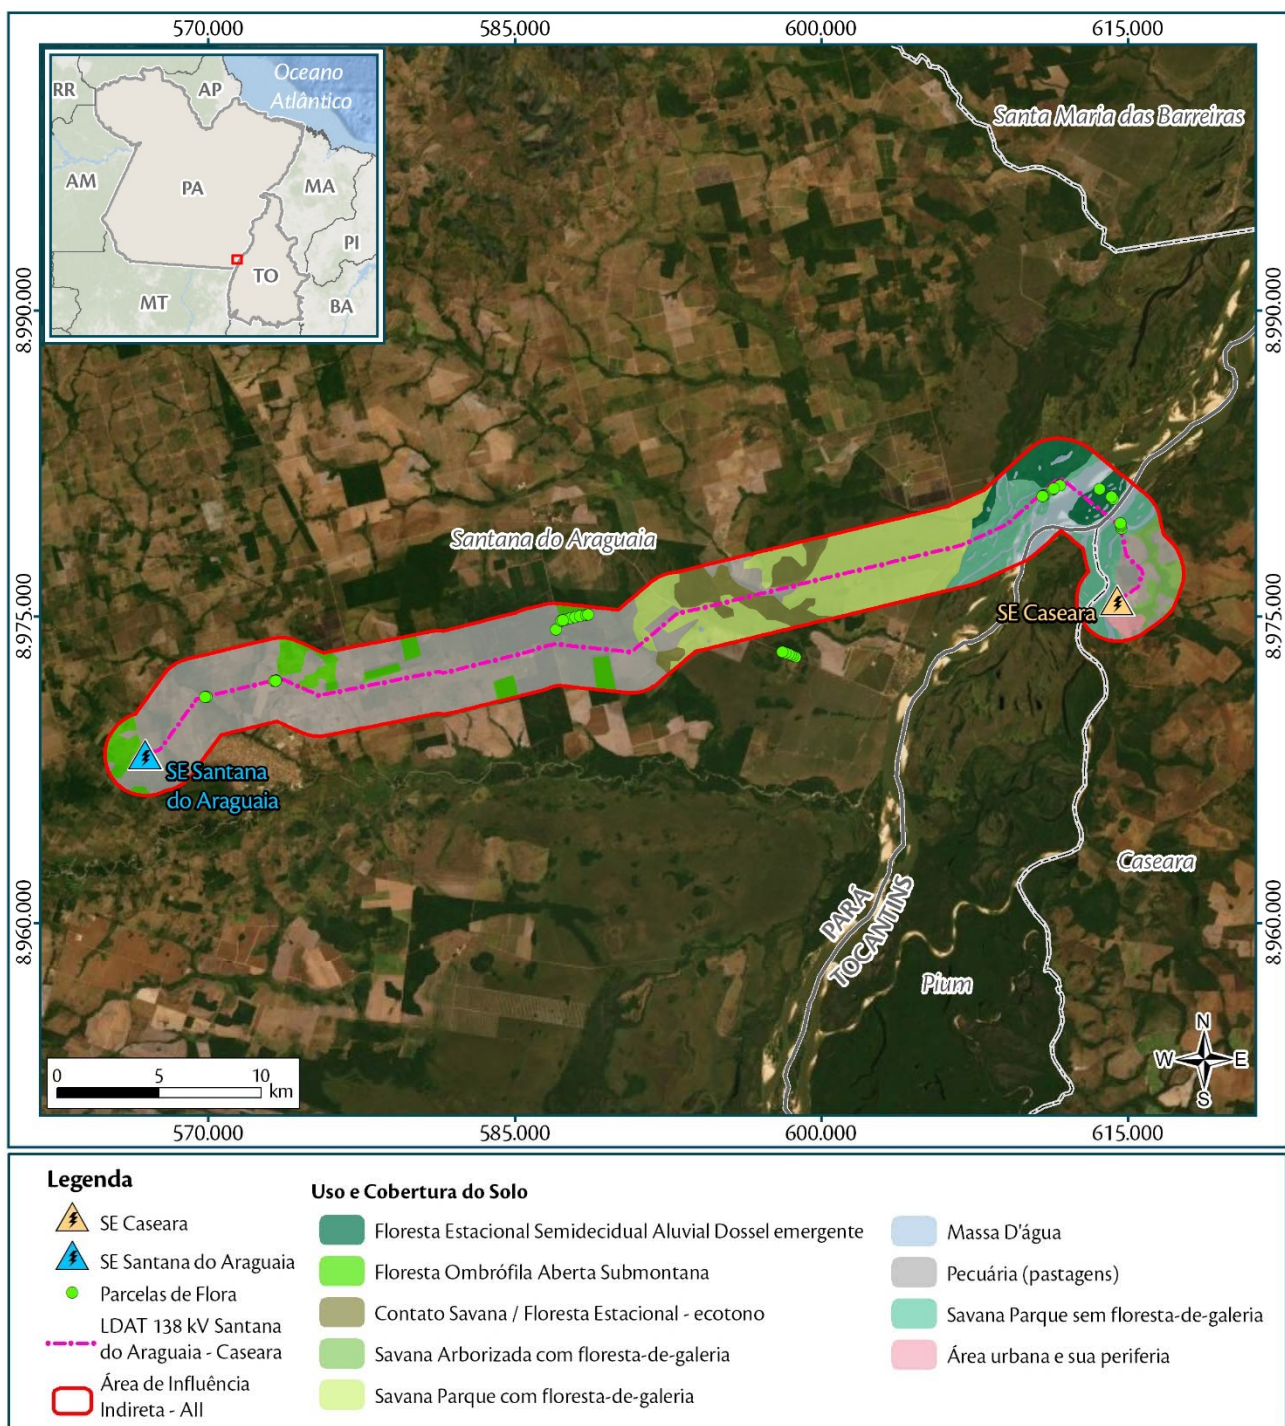 570.000
585.000
600.000
615.000
Oceano
Atlântico
RR
AP
AM
PA
MA
PI
TO
MT
BA
Santa Maria das Barreiras
8.990.000
8.990.000
Santana do Araguaia
8.975.000
8.975.000
SE Caseara
SE Santana
do Araguaia
Caseara
PARÁ
TOCANTINS
8.960.000
8.960.000
Pium
N
W
E
S
0
5
10
km
570.000
585.000
600.000
615.000
Legenda
SE Caseara
SE Santana do Araguaia
Parcelas de Flora
LDAT 138 kV Santana
do Araguaia - Caseara
Área de Influência
Indireta - AII
Uso e Cobertura do Solo
Floresta Estacional Semidecidual Aluvial Dossel emergente
Floresta Ombrófila Aberta Submontana
Contato Savana / Floresta Estacional - ecotono
Savana Arborizada com floresta-de-galeria
Savana Parque com floresta-de-galeria
Massa D'água
Pecuária (pastagens)
Savana Parque sem floresta-de-galeria
Área urbana e sua periferia